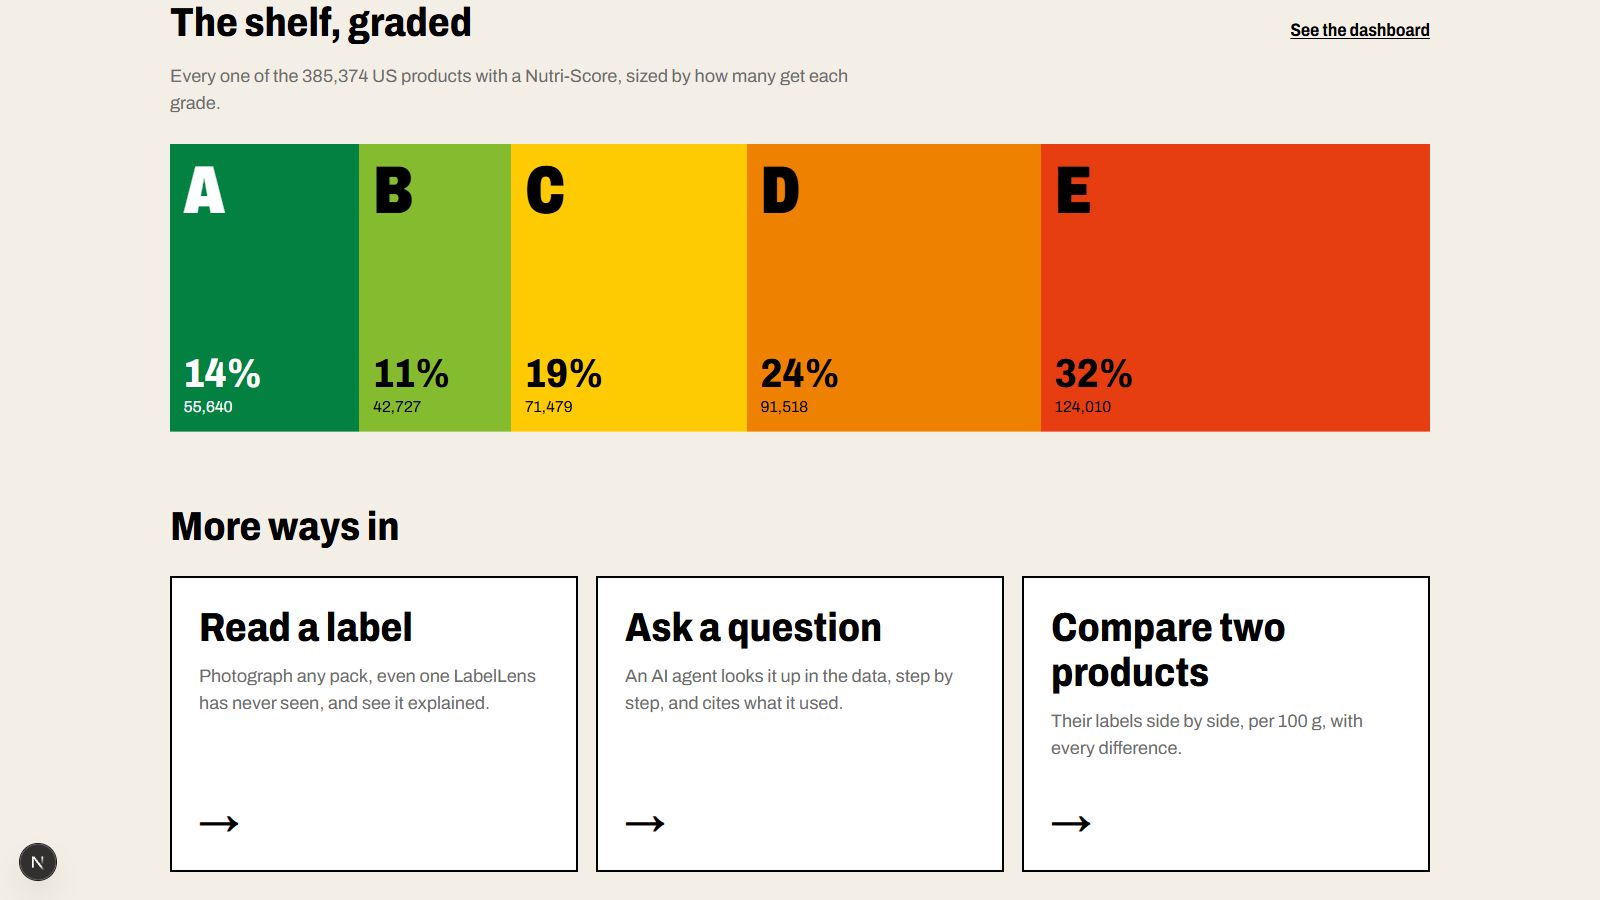 The shelf, graded
See the dashboard
Every one of the 385,374 US products with a Nutri-Score, sized by how many get each
grade.
A
B
C
D
E
14%
11%
19%
24%
32%
55,640
42,727
71,479
91,518
124,010
More ways in
Read a label
Photograph any pack, even one LabelLens
has never seen, and see it explained.
→
Ask a question
An AI agent looks it up in the data, step by
step, and cites what it used.
→
Compare two
products
Their labels side by side, per 100 g, with
every difference.
→
N